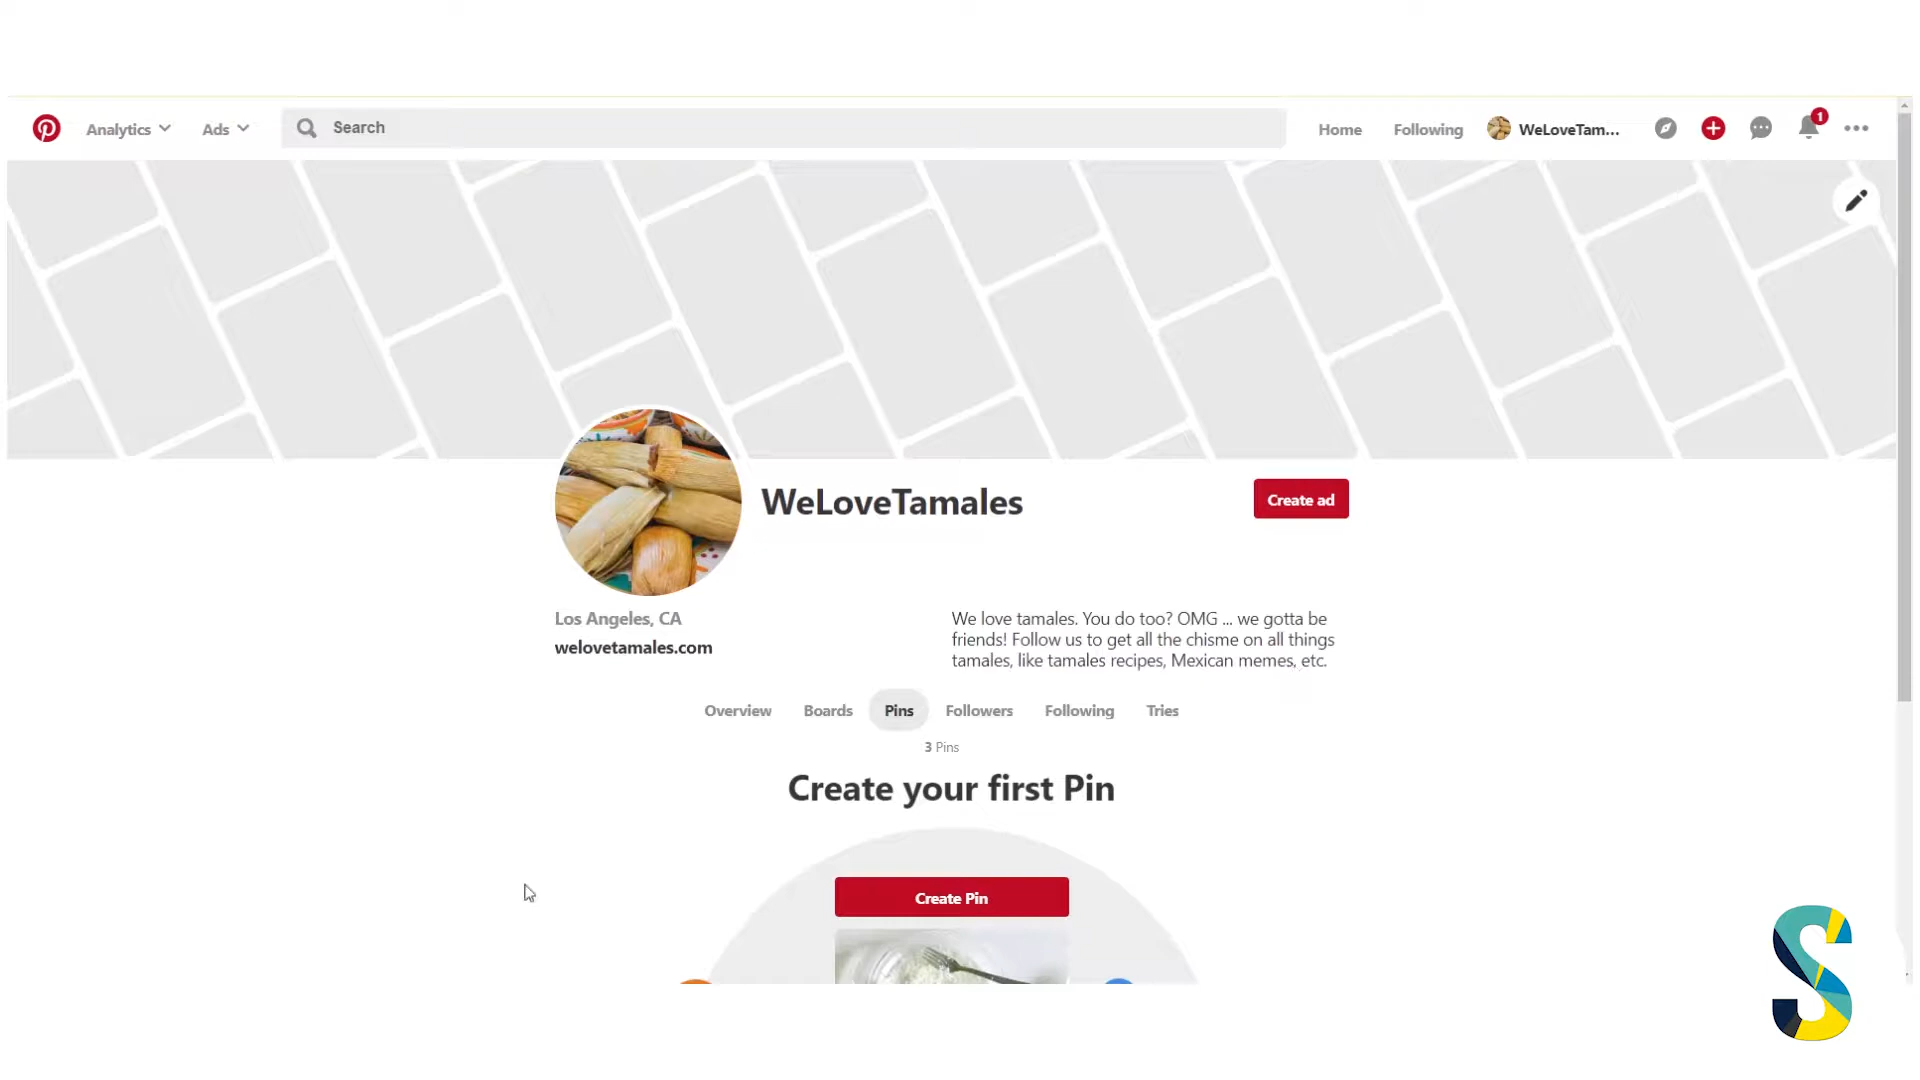 Analytics
Ads
Search
Home
Following
WeLoveTam...
1
WeLoveTamales
Create ad
Los Angeles, CA
welovetamales.com
We love tamales. You do too? OMG ... we gotta be
friends! Follow us to get all the chisme on all things
tamales, like tamales recipes, Mexican memes, etc.
Overview
Boards
Pins
Followers
Following
Tries
3 Pins
Create your first Pin
Create Pin
S